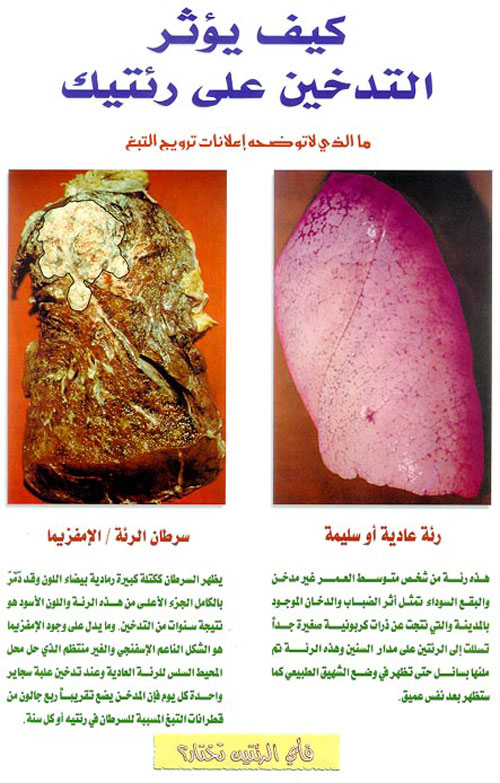 كيف يؤثر
التدخين على رئتيك
ما الذي لاتوضحه إعلانات ترويج التبغ
رئة عادية أو سليمة
هذه رئة من شخص متوسط العمر غير مدخن
والبقع السوداء تمثل أثر الضباب والدخان الموجود
بالمدينة والتي نتجت عن ذرات كربونية صغيرة جداً
تسللت إلى الرئتين على مدار السنين وهذه الرئة تم
ملئها بسائل حتى تظهر في وضع الشهيق الطبيعي كما
ستظهر بعد نفس عميق.
سرطان الرئة / الإمفزيما
يظهر السرطان ككتلة كبيرة رمادية بيضاء اللون وقد دَمّرَ
بالكامل الجزء الأعلى من هذه الرئة واللون الأسود هو
نتيجة سنوات من التدخين. وما يدل على وجود الإمفزيما
هو الشكل الناعم الإسفنجي والغير منتظم الذي حل محل
المحيط السلس للرئة العادية وعند تدخين علبة سجاير
واحدة كل يوم فإن المدخن يضع تقريباً ربع جالون من
قطرانات التبغ المسببة للسرطان في رئتيه أو كل سنة.
فأي الرئتين تختار؟